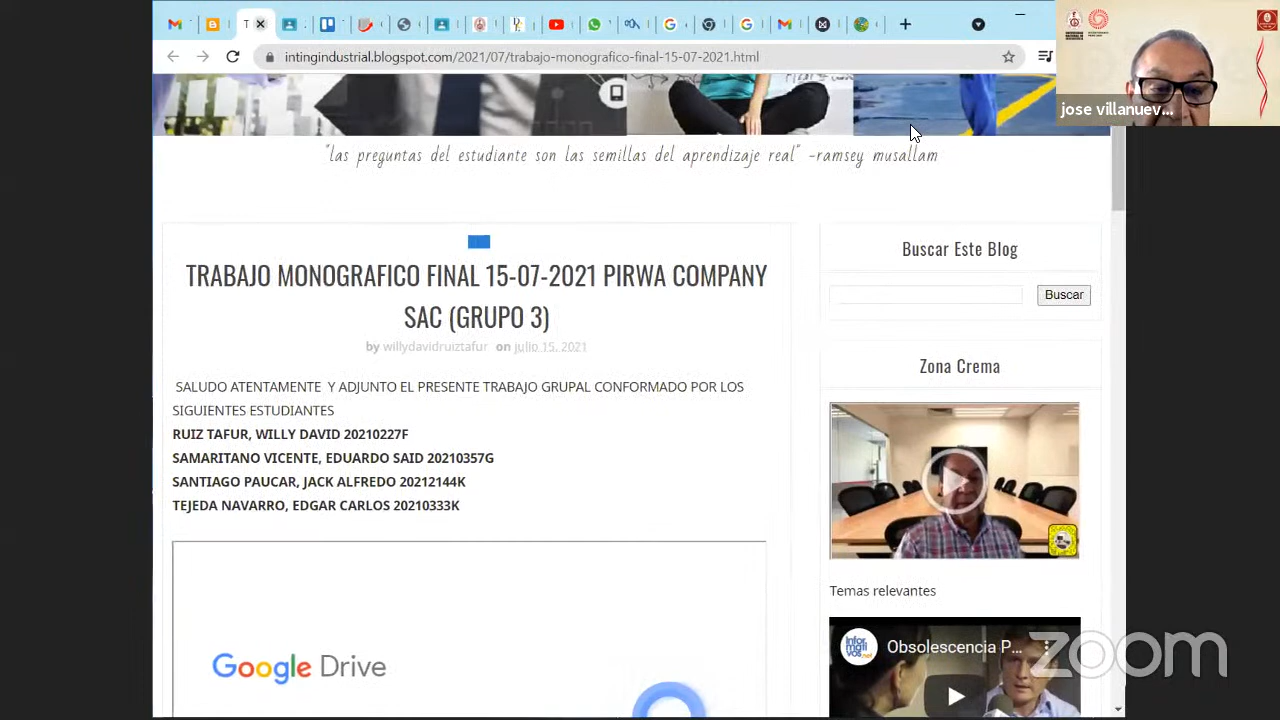 intingindustrial.blogspot.com/2021/07/trabajo-monografico-final-15-07-2021.html
jose villanuev...
"las preguntas del estudiante son las semillas del aprendizaje real" -ramsey musallam
TRABAJO MONOGRAFICO FINAL 15-07-2021 PIRWA COMPANY
SAC (GRUPO 3)
by willydavidruiztafur on julio 15, 2021
SALUDO ATENTAMENTE Y ADJUNTO EL PRESENTE TRABAJO GRUPAL CONFORMADO POR LOS
SIGUIENTES ESTUDIANTES
RUIZ TAFUR, WILLY DAVID 20210227F
SAMARITANO VICENTE, EDUARDO SAID 20210357G
SANTIAGO PAUCAR, JACK ALFREDO 20212144K
TEJEDA NAVARRO, EDGAR CARLOS 20210333K
Google Drive
Buscar Este Blog
Buscar
Zona Crema
Temas relevantes
Obsolescencia P...
zoom